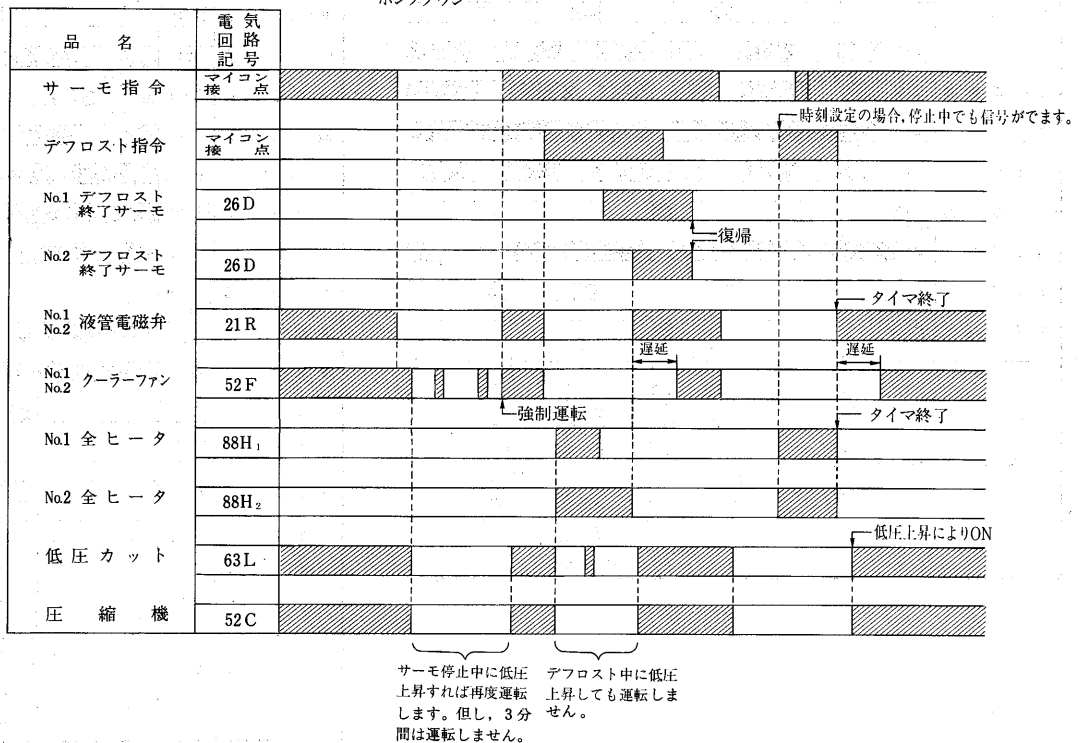 ポンプダウン
品　名
電気
回路
記号
サーモ指令
マイコン
接　点
時刻設定の場合,停止中でも信号がでます。
デフロスト指令
マイコン
接　点
No.1 デフロスト
終了サーモ
26D
復帰
No.2 デフロスト
終了サーモ
26D
タイマ終了
No.1
No.2 液管電磁弁
21R
遅延
遅延
No.1
No.2 クーラーファン
52F
強制運転
タイマ終了
No.1 全ヒータ
88H₁
No.2 全ヒータ
88H₂
低圧上昇によりON
低圧カット
63L
圧　縮　機
52C
サーモ停止中に低圧
上昇すれば再度運転
します。但し，3分
間は運転しません。
デフロスト中に低圧
上昇しても運転しま
せん。